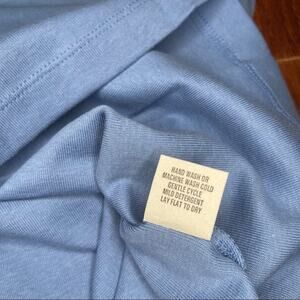 HAND WASH OR
MACHINE WASH COLD
GENTLE CYCLE
MILD DETERGENT
LAY FLAT TO DRY